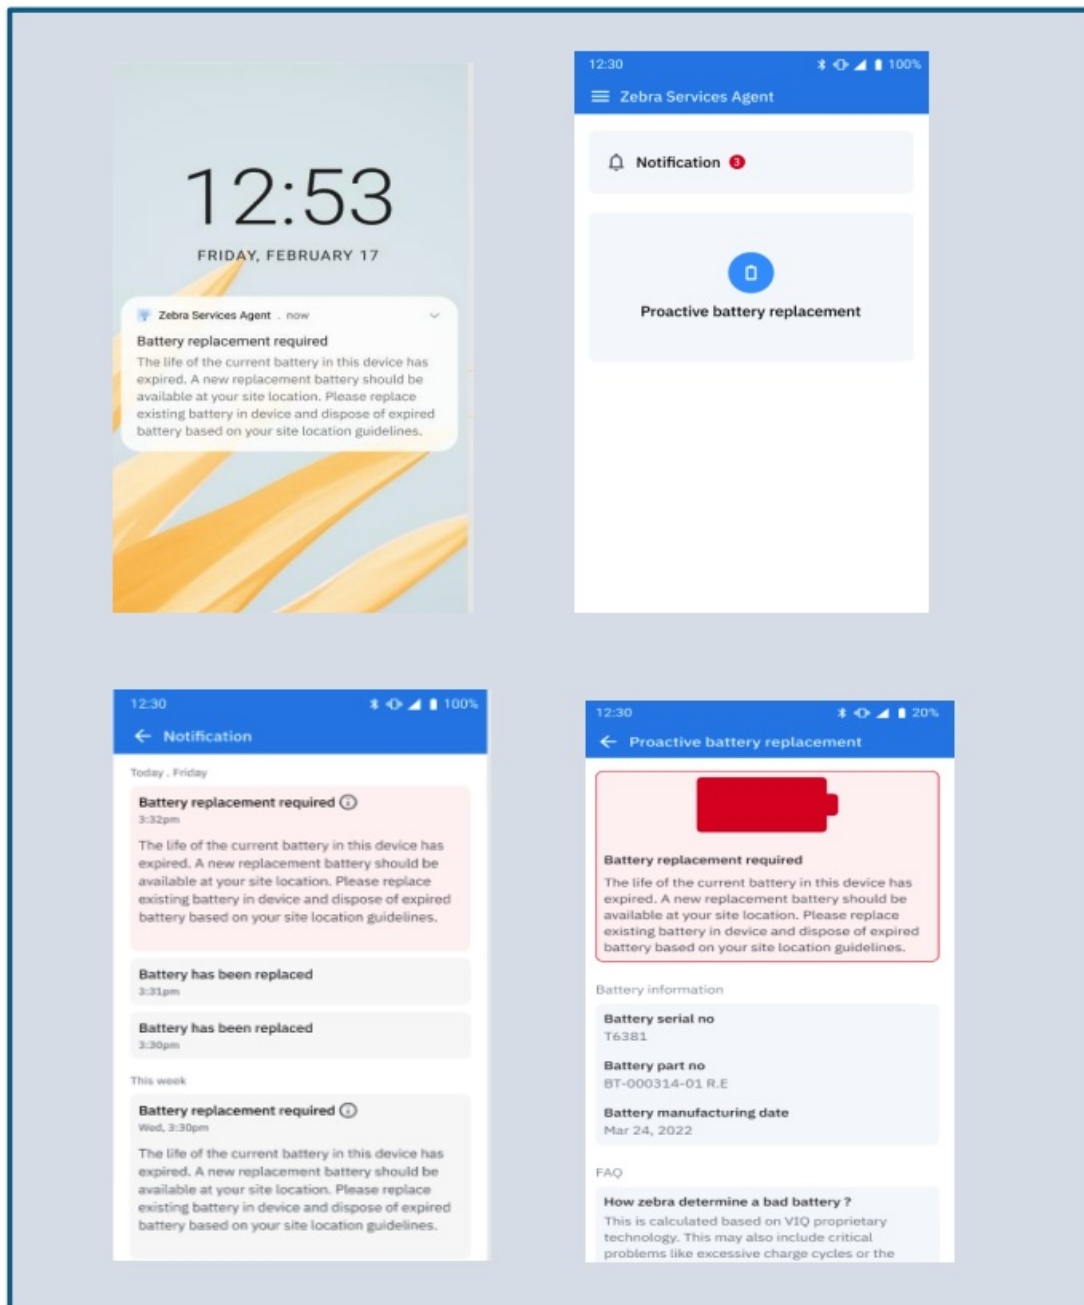 12:53
FRIDAY, FEBRUARY 17
Zebra Services Agent . now
Battery replacement required
The life of the current battery in this device has
expired. A new replacement battery should be
available at your site location. Please replace
existing battery in device and dispose of expired
battery based on your site location guidelines.
12:30 100%
Zebra Services Agent
Notification 3
Proactive battery replacement
12:30 100%
Notification
Today , Friday
Battery replacement required
3:32pm
The life of the current battery in this device has
expired. A new replacement battery should be
available at your site location. Please replace
existing battery in device and dispose of expired
battery based on your site location guidelines.
Battery has been replaced
3:31pm
Battery has been replaced
3:30pm
This week
Battery replacement required
Wed, 3:30pm
The life of the current battery in this device has
expired. A new replacement battery should be
available at your site location. Please replace
existing battery in device and dispose of expired
battery based on your site location guidelines.
12:30 20%
Proactive battery replacement
Battery replacement required
The life of the current battery in this device has
expired. A new replacement battery should be
available at your site location. Please replace
existing battery in device and dispose of expired
battery based on your site location guidelines.
Battery information
Battery serial no
T6381
Battery part no
BT-000314-01 R.E
Battery manufacturing date
Mar 24, 2022
FAQ
How zebra determine a bad battery ?
This is calculated based on VIQ proprietary
technology. This may also include critical
problems like excessive charge cycles or the